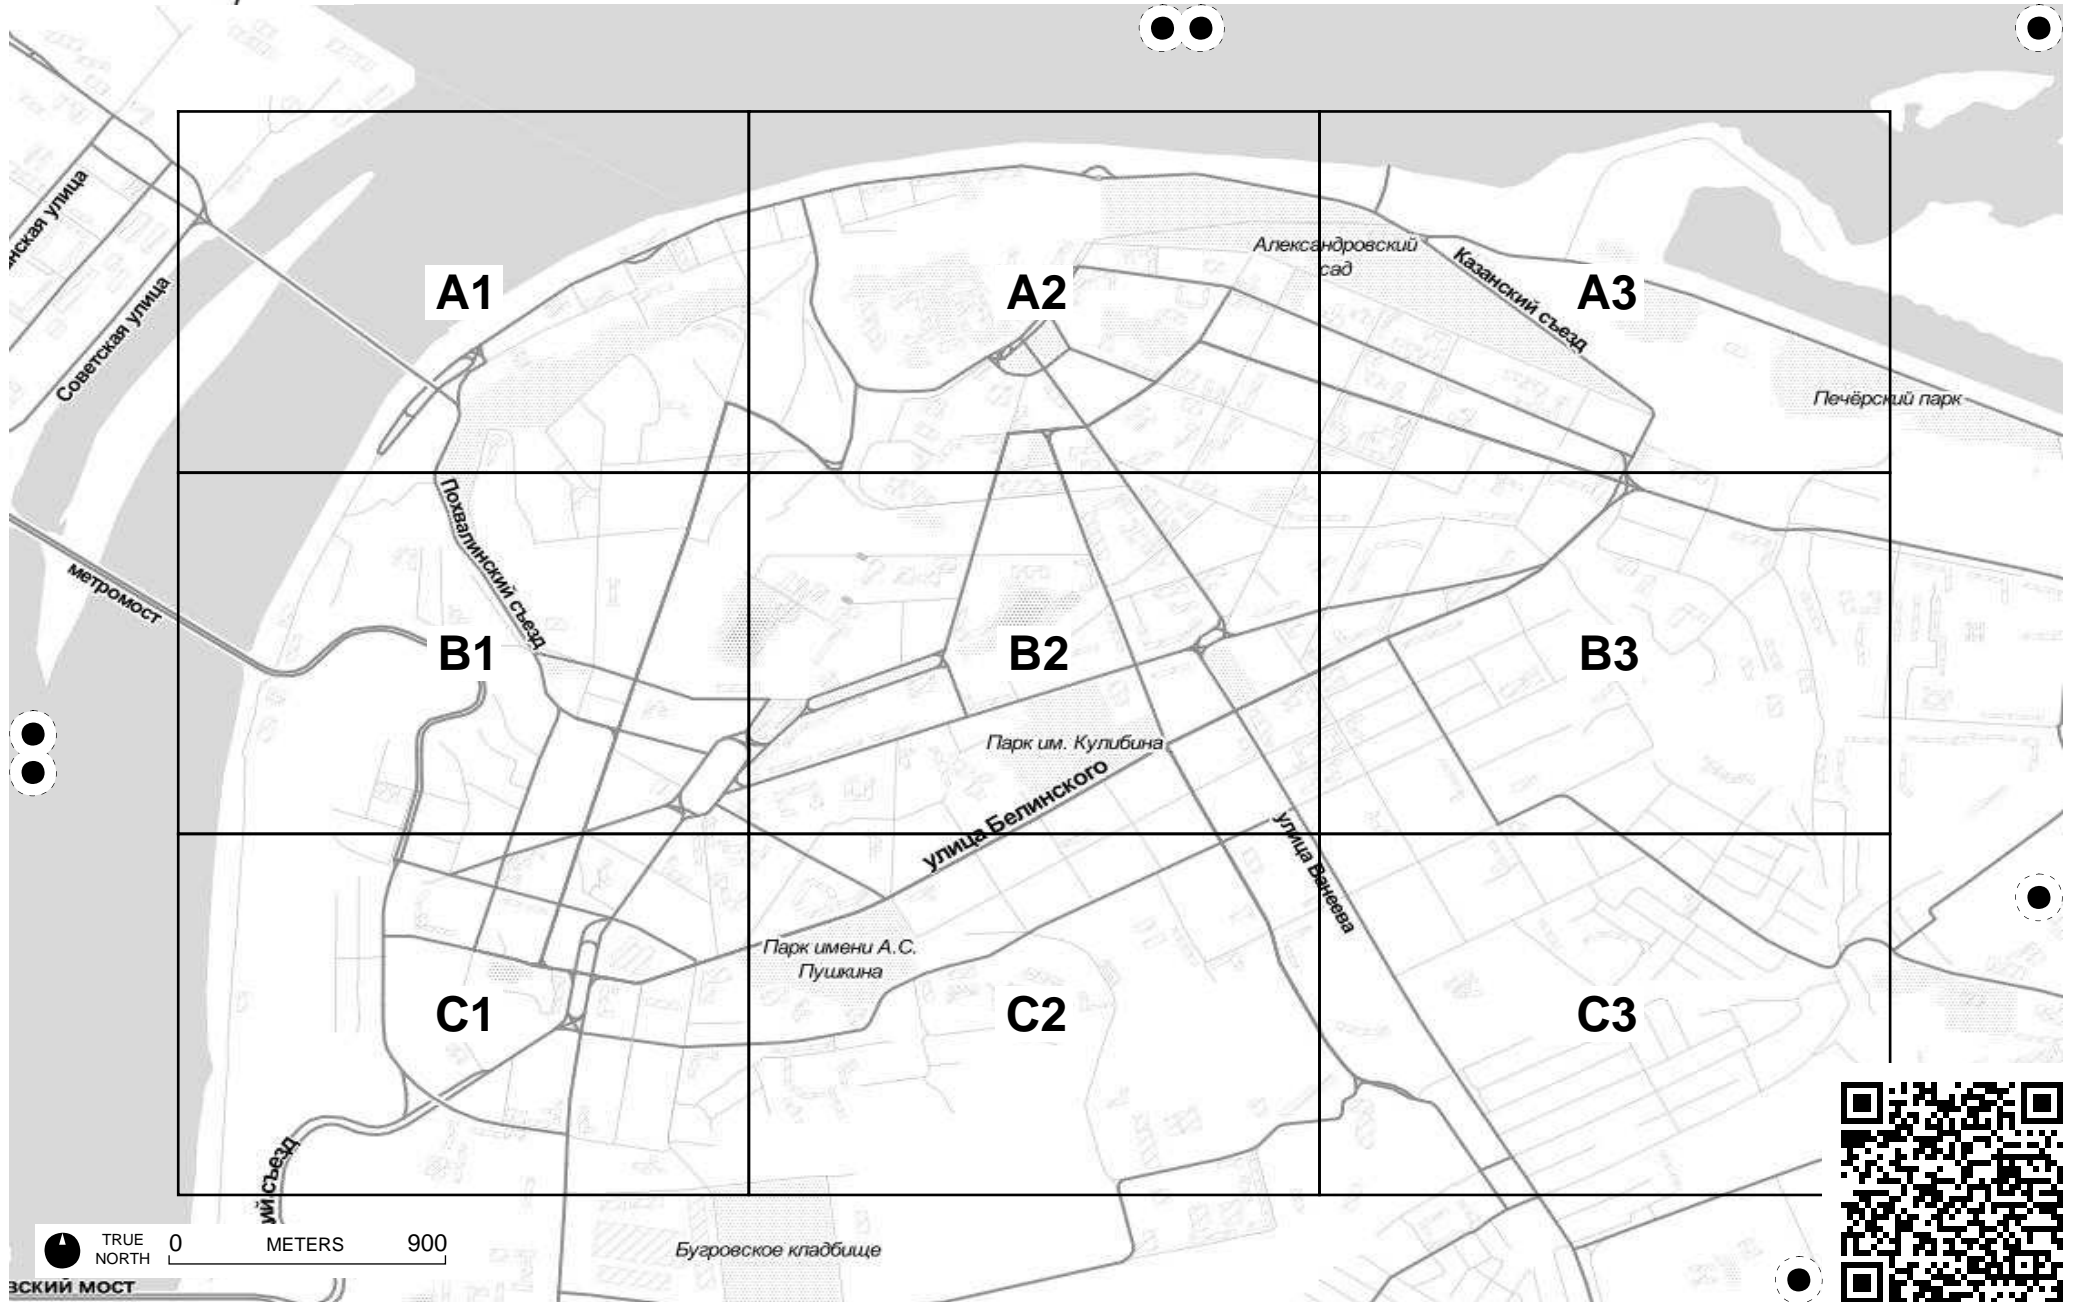 Александровский
сад
Казанский съезд
A1
A2
A3
Советская улица
Печёрский парк
Похвалинский съезд
метромост
B1
B2
B3
Парк им. Кулибина
улица Белинского
улица Ванеева
Парк имени А.С.
Пушкина
C1
C2
C3
TRUE
NORTH
0 METERS 900
Бугровское кладбище